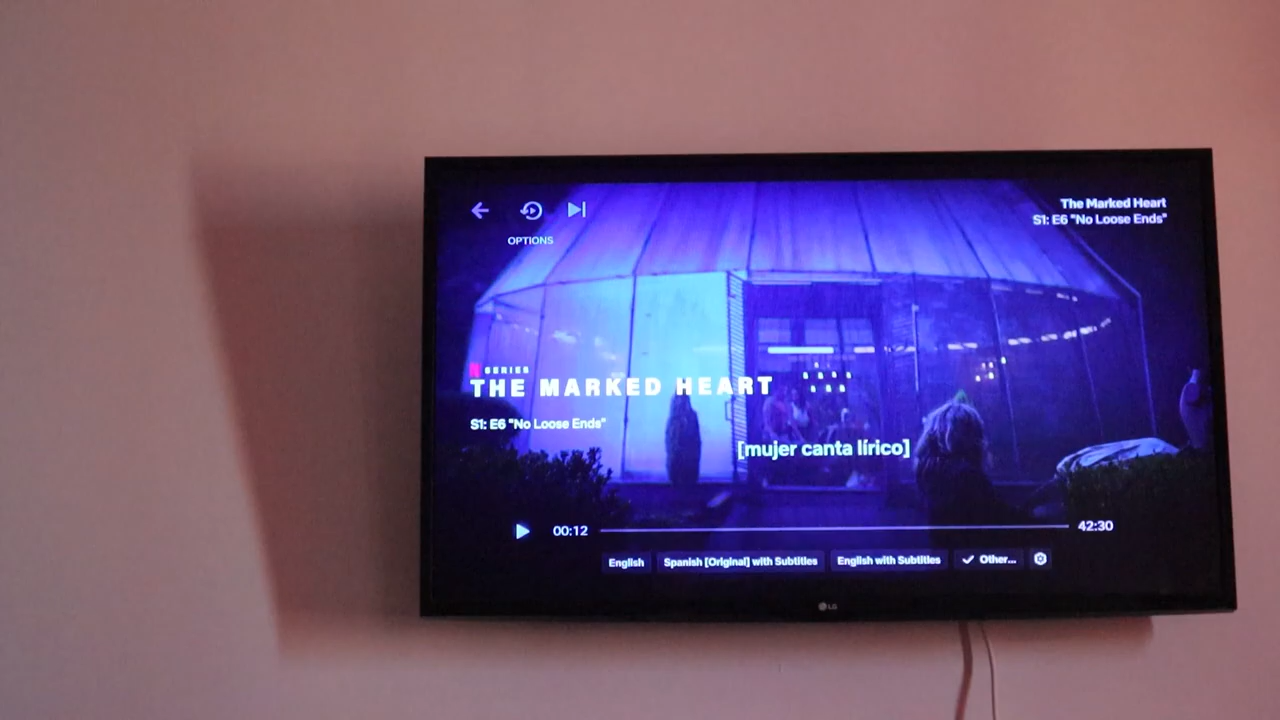 The Marked Heart
S1: E6 "No Loose Ends"
OPTIONS
N SERIES
THE MARKED HEART
S1: E6 "No Loose Ends"
[mujer canta lírico]
00:12
42:30
English
Spanish [Original] with Subtitles
English with Subtitles
Other...
LG